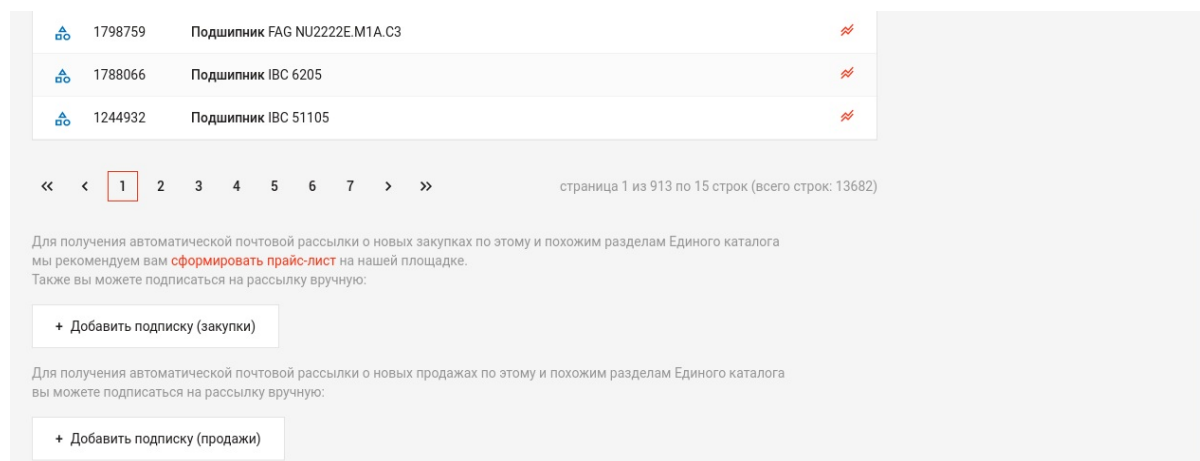 1798759 Подшипник FAG NU2222E.M1A.C3
1788066 Подшипник IBC 6205
1244932 Подшипник IBC 51105
« ‹ 1 2 3 4 5 6 7 › » страница 1 из 913 по 15 строк (всего строк: 13682)
Для получения автоматической почтовой рассылки о новых закупках по этому и похожим разделам Единого каталога
мы рекомендуем вам сформировать прайс-лист на нашей площадке.
Также вы можете подписаться на рассылку вручную:
+ Добавить подписку (закупки)
Для получения автоматической почтовой рассылки о новых продажах по этому и похожим разделам Единого каталога
вы можете подписаться на рассылку вручную:
+ Добавить подписку (продажи)